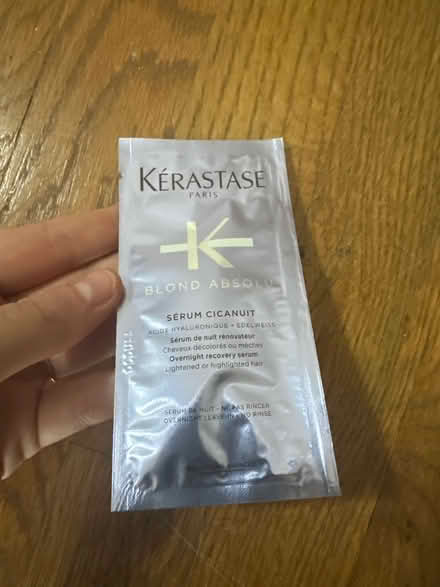 KÉRASTASE
PARIS
BLOND ABSOLU
SÉRUM CICANUIT
ACIDE HYALURONIQUE + EDELWEISS
Sérum de nuit rénovateur
Cheveux décolorés ou méchés
Overnight recovery serum
Lightened or highlighted hair
SÉRUM DE NUIT - NE PAS RINCER
OVERNIGHT LEAVE-IN - NO RINSE